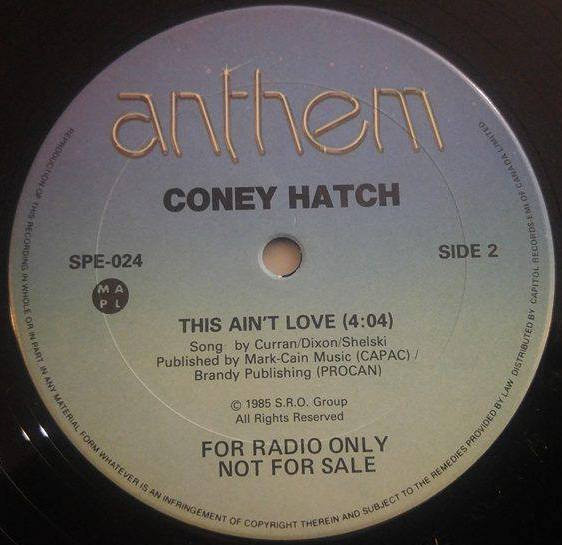 anthem
CONEY HATCH
SPE-024
SIDE 2
M A
P L
THIS AIN'T LOVE (4:04)
Song by Curran/Dixon/Shelski
Published by Mark-Cain Music (CAPAC) /
Brandy Publishing (PROCAN)
© 1985 S.R.O. Group
All Rights Reserved
FOR RADIO ONLY
NOT FOR SALE
REPRODUCTION OF THIS RECORDING IN WHOLE OR IN PART, IN ANY MATERIAL FORM WHATEVER IS AN INFRINGEMENT OF COPYRIGHT THEREIN AND SUBJECT TO THE REMEDIES PROVIDED BY LAW DISTRIBUTED BY CAPITOL RECORDS-EMI OF CANADA LIMITED